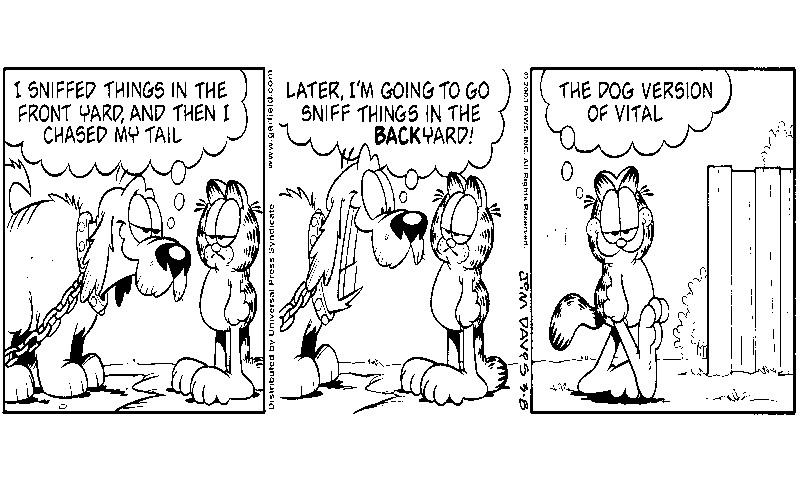 I SNIFFED THINGS IN THE
FRONT YARD, AND THEN I
CHASED MY TAIL
www.garfield.com
Distributed by Universal Press Syndicate
LATER, I'M GOING TO GO
SNIFF THINGS IN THE
BACKYARD!
PAWS, INC. All Rights Reserved.
JIM DAVIS 4-8
THE DOG VERSION
OF VITAL